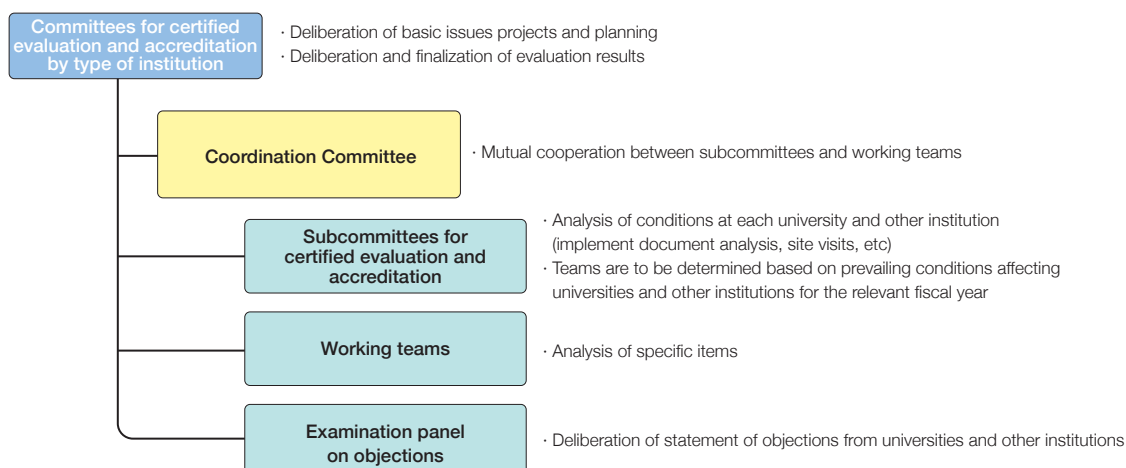 Committees for certified
evaluation and accreditation
by type of institution
· Deliberation of basic issues projects and planning
· Deliberation and finalization of evaluation results
Coordination Committee
· Mutual cooperation between subcommittees and working teams
Subcommittees for
certified evaluation and
accreditation
· Analysis of conditions at each university and other institution
(implement document analysis, site visits, etc)
· Teams are to be determined based on prevailing conditions affecting
universities and other institutions for the relevant fiscal year
Working teams
· Analysis of specific items
Examination panel
on objections
· Deliberation of statement of objections from universities and other institutions